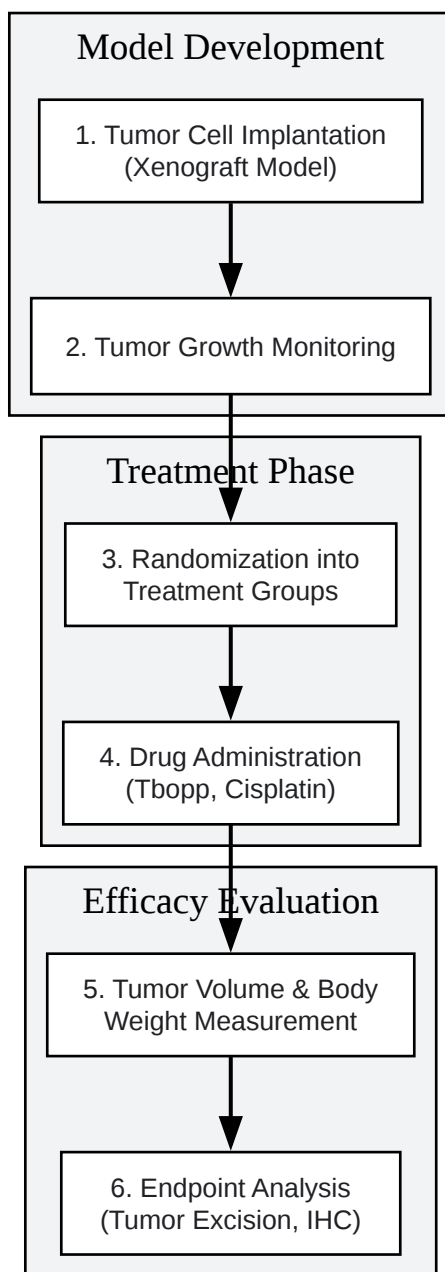 Model Development
1. Tumor Cell Implantation
(Xenograft Model)
2. Tumor Growth Monitoring
Treatment Phase
3. Randomization into
Treatment Groups
4. Drug Administration
(Tbopp, Cisplatin)
Efficacy Evaluation
5. Tumor Volume & Body
Weight Measurement
6. Endpoint Analysis
(Tumor Excision, IHC)